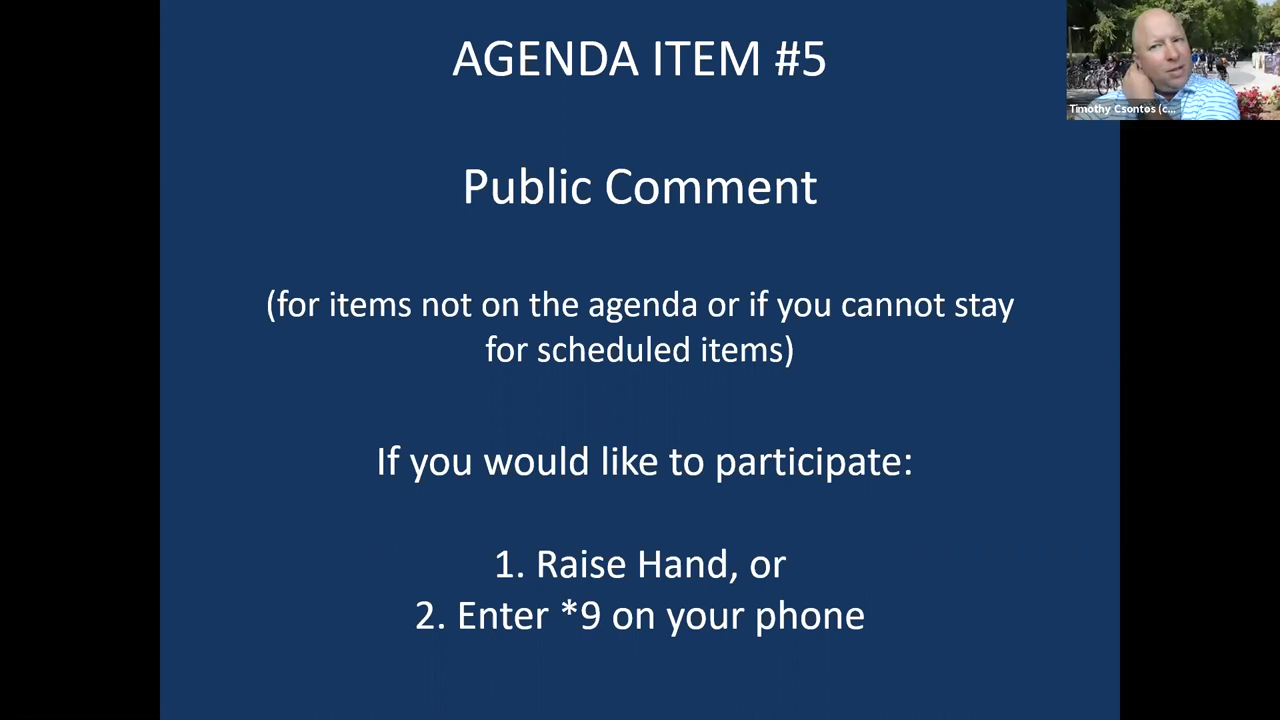 AGENDA ITEM #5
Timothy Csontos (c...
Public Comment
(for items not on the agenda or if you cannot stay
for scheduled items)
If you would like to participate:
1. Raise Hand, or
2. Enter *9 on your phone